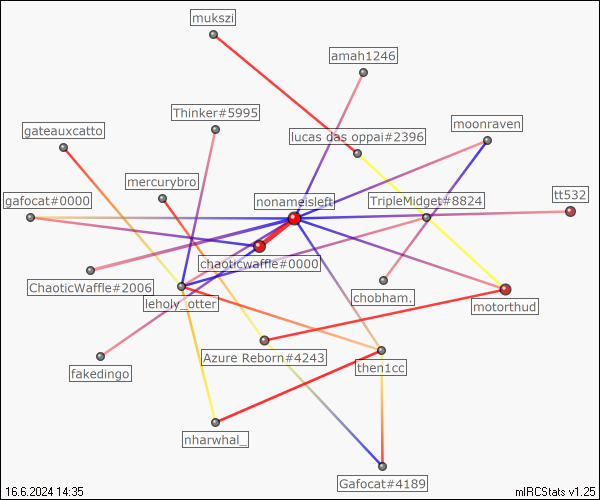 mukszi
amah1246
Thinker#5995
moonraven
gateauxcatto
lucas das oppai#2396
mercurybro
tt532
gafocat#0000
nonameisleft
TripleMidget#8824
chaoticwaffle#0000
ChaoticWaffle#2006
chobham.
leholy_otter
motorthud
Azure Reborn#4243
then1cc
fakedingo
nharwhal_
Gafocat#4189
16.6.2024 14:35
mIRCStats v1.25